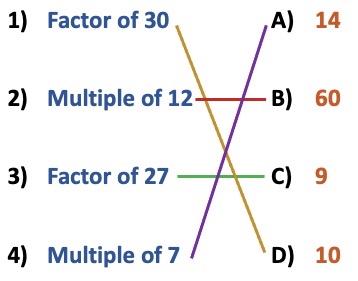 1) Factor of 30 A) 14
2) Multiple of 12 B) 60
3) Factor of 27 C) 9
4) Multiple of 7 D) 10